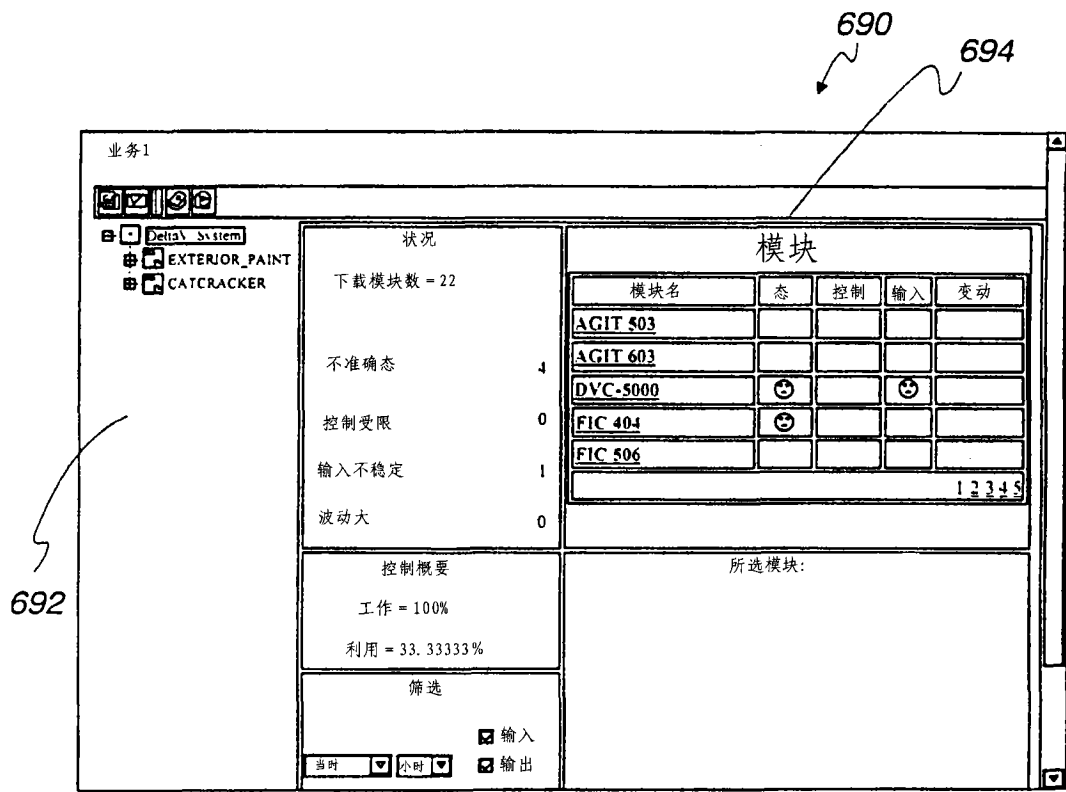 690
694
业务1
DeltaV System
EXTERIOR_PAINT
CATCRACKER
692
状况
下载模块数 = 22
不准确态 4
控制受限 0
输入不稳定 1
波动大 0
控制概要
工作 = 100%
利用 = 33.33333%
筛选
输入
当时 小时 输出
模块
模块名 态 控制 输入 变动
AGIT 503
AGIT 603
DVC-5000
FIC 404
FIC 506
1 2 3 4 5
所选模块: